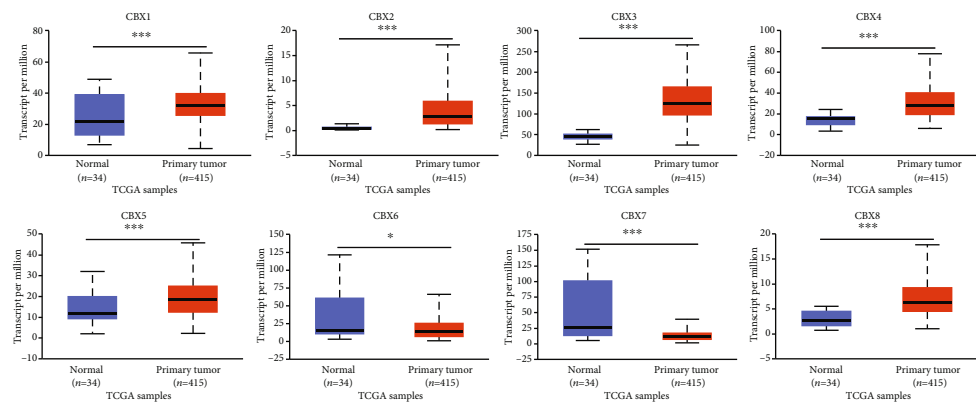 CBX1
***
80
60
40
20
0
Transcript per million
Normal
(n=34)
Primary tumor
(n=415)
TCGA samples
CBX2
***
20
15
10
5
0
−5
Transcript per million
Normal
(n=34)
Primary tumor
(n=415)
TCGA samples
CBX3
***
300
250
200
150
100
50
0
Transcript per million
Normal
(n=34)
Primary tumor
(n=415)
TCGA samples
CBX4
***
100
80
60
40
20
0
−20
Transcript per million
Normal
(n=34)
Primary tumor
(n=415)
TCGA samples
CBX5
***
50
40
30
20
10
0
−10
Transcript per million
Normal
(n=34)
Primary tumor
(n=415)
TCGA samples
CBX6
*
150
125
100
75
50
25
0
−25
Transcript per million
Normal
(n=34)
Primary tumor
(n=415)
TCGA samples
CBX7
***
175
150
125
100
75
50
25
0
−25
Transcript per million
Normal
(n=34)
Primary tumor
(n=415)
TCGA samples
CBX8
***
20
15
10
5
0
−5
Transcript per million
Normal
(n=34)
Primary tumor
(n=415)
TCGA samples